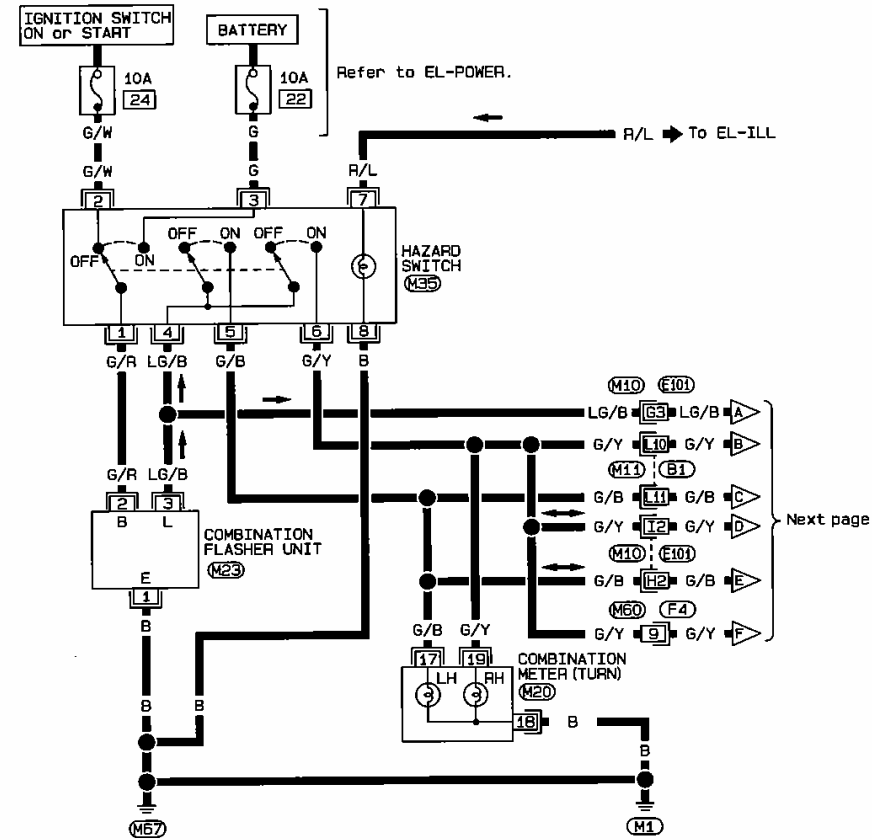 IGNITION SWITCH
ON or START
BATTERY
10A
24
10A
22
Refer to EL-POWER.
G/W
G
G/W
G
R/L
R/L
To EL-ILL
2
3
7
OFF
ON
OFF
ON
OFF
ON
HAZARD
SWITCH
M35
1
4
5
6
8
G/R
LG/B
G/B
G/Y
B
M10
E101
LG/B
G3
LG/B
A
G/Y
L10
G/Y
B
M11
B1
G/B
L11
G/B
C
G/Y
I2
G/Y
D
M10
E101
G/B
H2
G/B
E
M60
F4
G/Y
9
G/Y
F
Next page
G/R
LG/B
2
3
B
L
E
1
COMBINATION
FLASHER UNIT
M23
B
B
B
G/B
G/Y
17
19
LH
RH
18
COMBINATION
METER (TURN)
M20
B
B
M67
M1